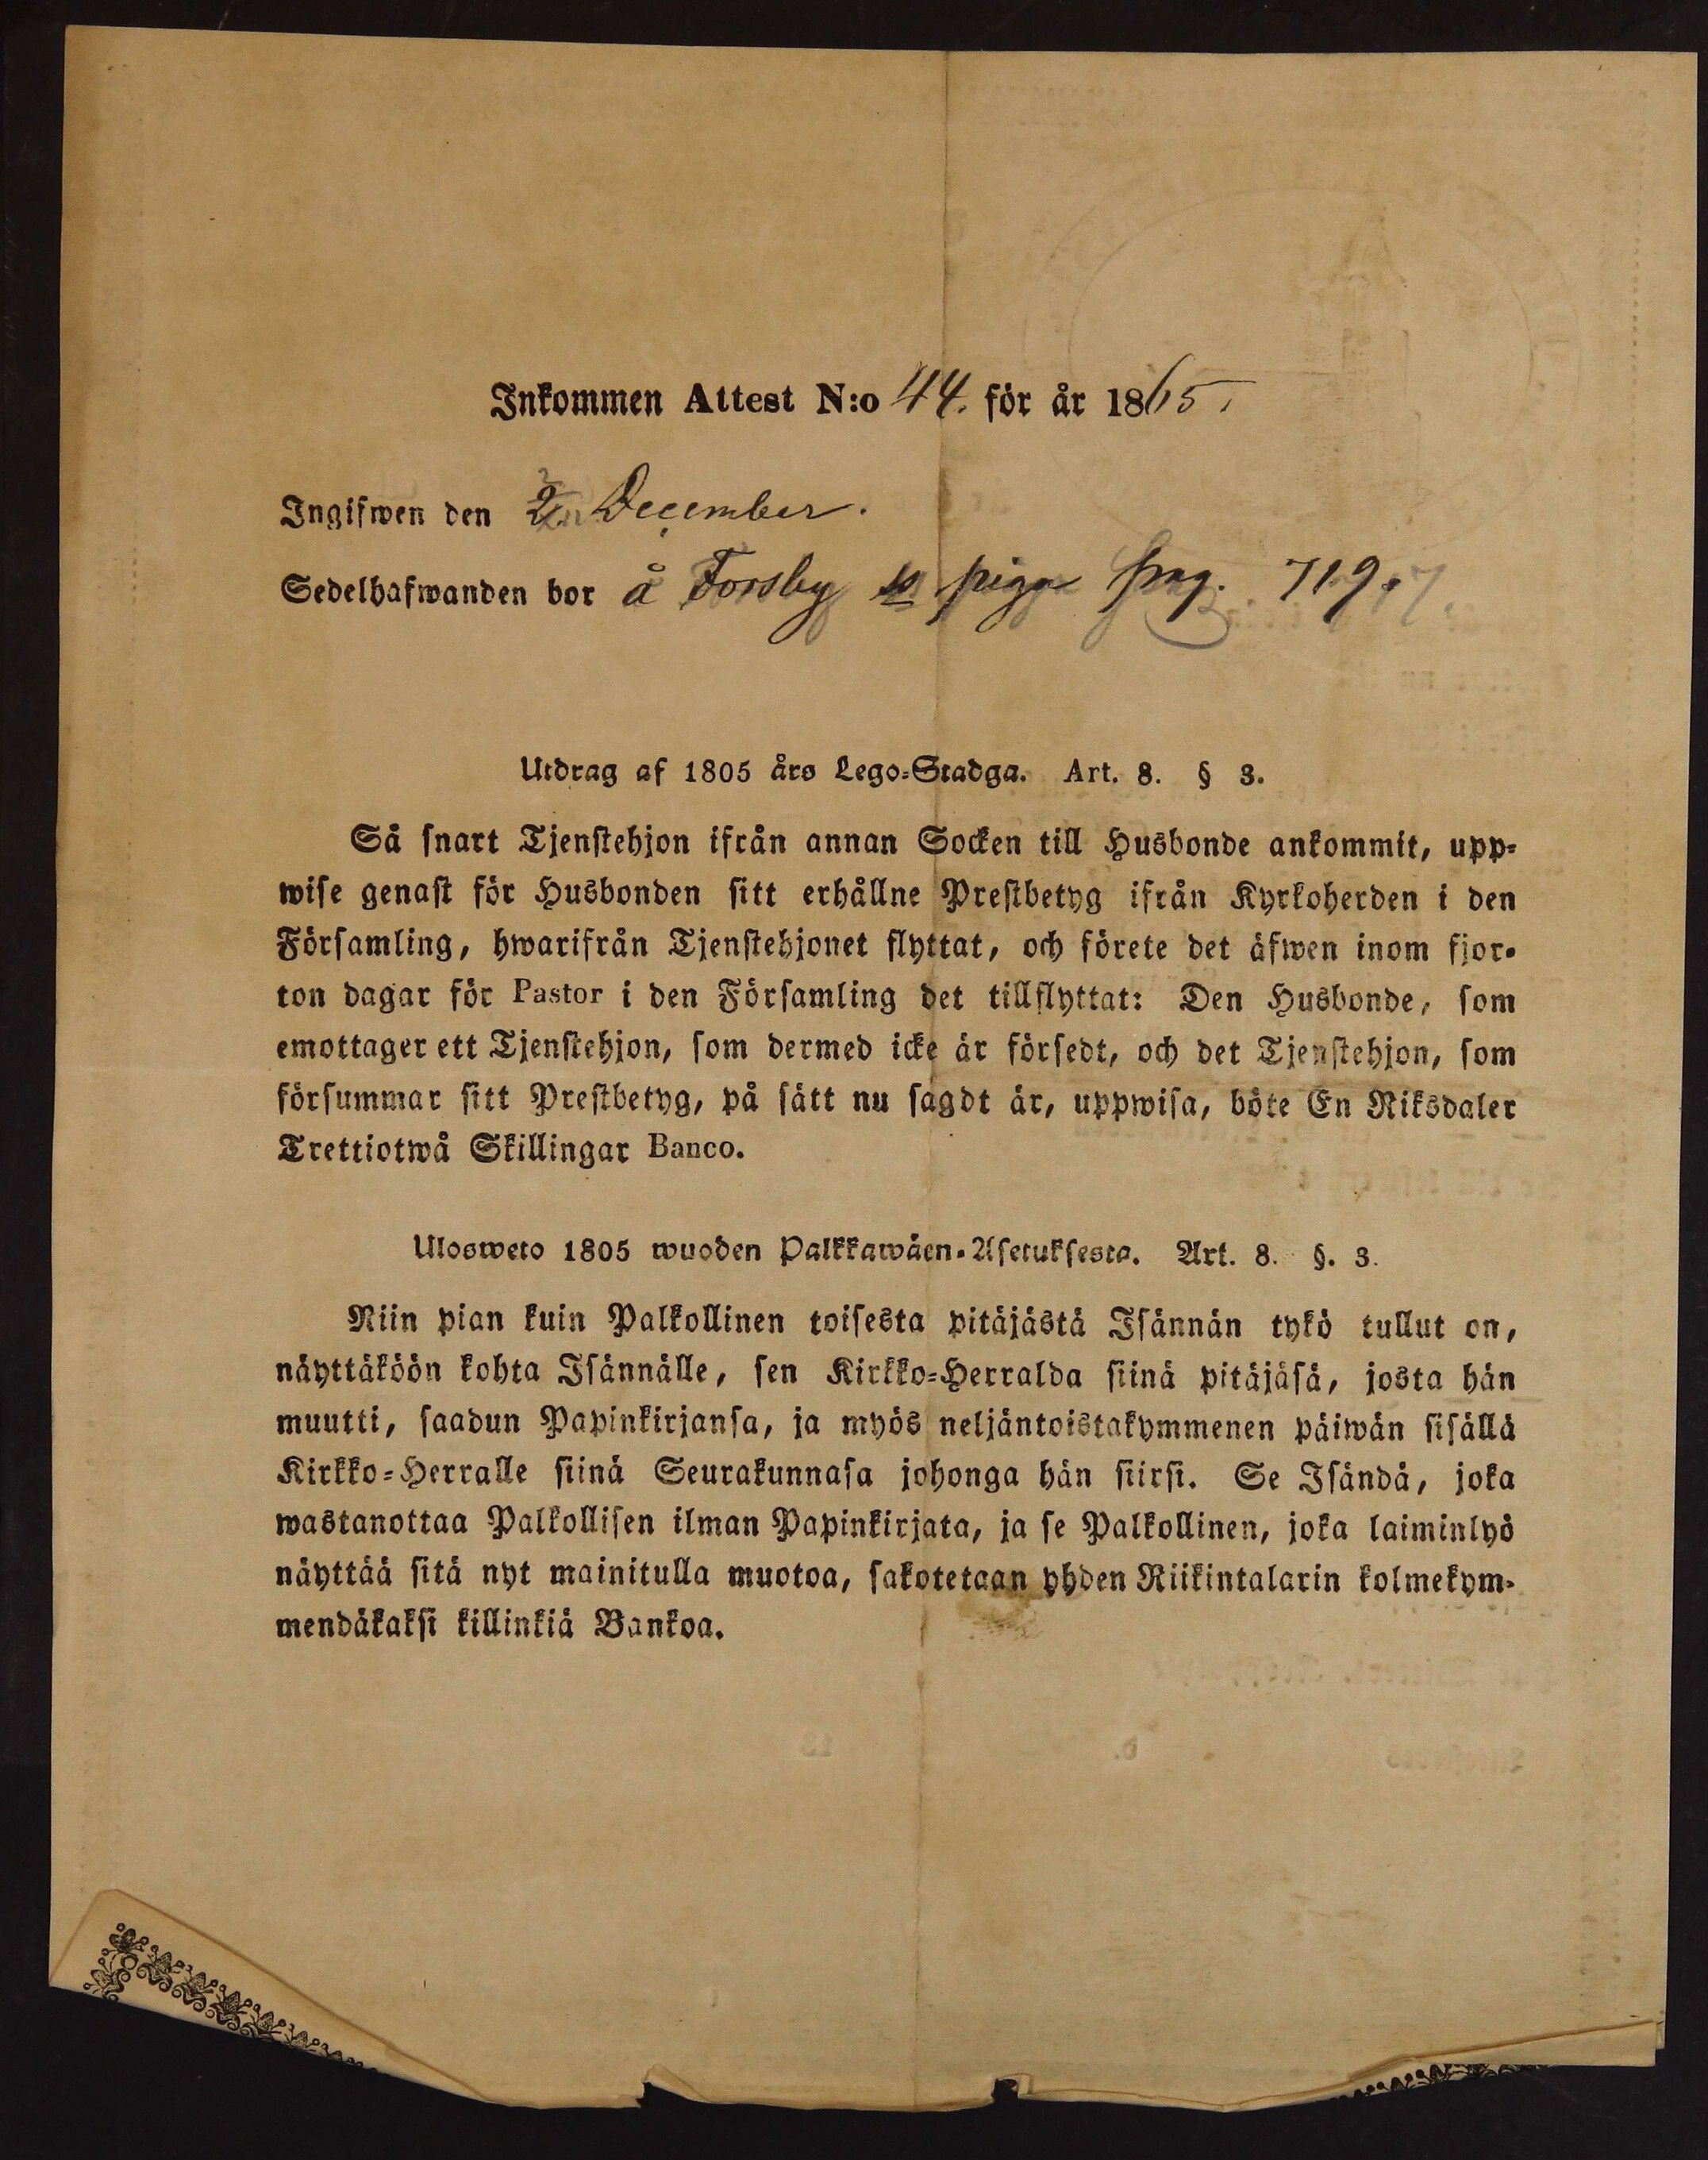 Inkommen Attest N:o 44. för år 1865.
Ingifwen den 2 December.
Sedelhafwanden bor å Forsby ss piga pag. 719.
Utdrag af 1805 års Lego-Stadga. Art. 8. § 3.
Så snart Tjenstehjon ifrån annan Socken till Husbonde ankommit, upp-
wise genast för Husbonden sitt erhållne Prestbetyg ifrån Kyrkoherden i den
Församling, hwarifrån Tjenstehjonet flyttat, och förete det äfwen inom fjor-
ton dagar för Pastor i den Församling det tillflyttat: Den Husbonde, som
emottager ett Tjenstehjon, som dermed icke är försedt, och det Tjenstehjon, som
försummar sitt Prestbetyg, på sätt nu sagdt är, uppwisa, böte En Riksdaler
Trettiotwå Skillingar Banco.
Ulosweto 1805 wuoden Palkkawäen-Asetuksesta. Art. 8. §. 3.
Niin pian kuin Palkollinen toisesta pitäjästä Isännän tykö tullut on,
näyttäköön kohta Isännälle, sen Kirkko-Herralda siinä pitäjäsä, josta hän
muutti, saadun Papinkirjansa, ja myös neljäntoistakymmenen päiwän sisällä
Kirkko-Herralle siinä Seurakunnasa johonga hän siirsi. Se Isändä, joka
wastanottaa Palkollisen ilman Papinkirjata, ja se Palkollinen, joka laiminlyö
näyttää sitä nyt mainitulla muotoa, sakotetaan yhden Riikintalarin kolmekym-
mendäkaksi killinkiä Bankoa.